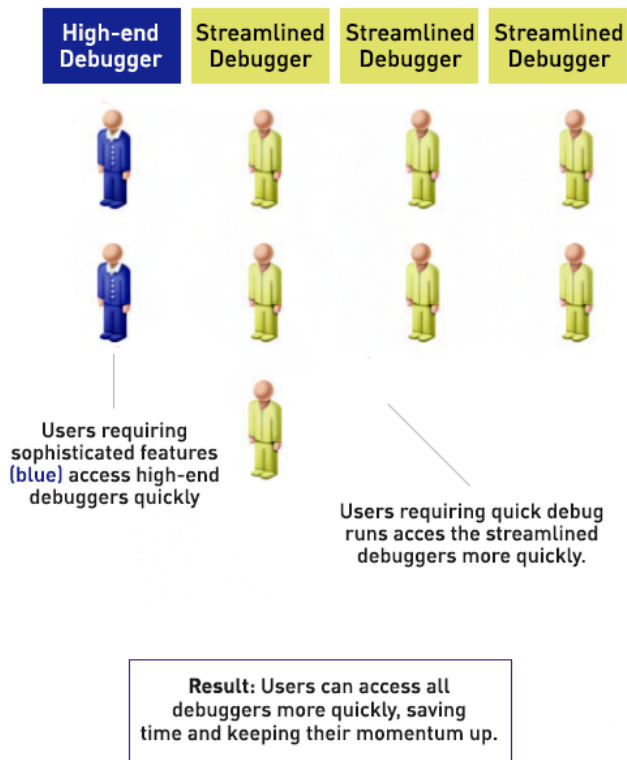 High-end
Debugger
Streamlined
Debugger
Streamlined
Debugger
Streamlined
Debugger
Users requiring
sophisticated features
(blue) access high-end
debuggers quickly
Users requiring quick debug
runs acces the streamlined
debuggers more quickly.
Result: Users can access all
debuggers more quickly, saving
time and keeping their momentum up.